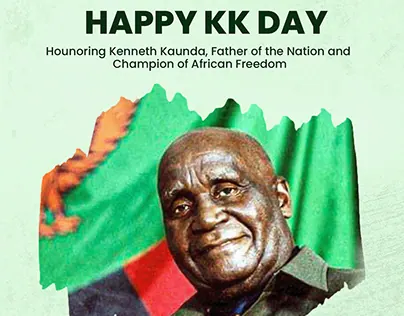 HAPPY KK DAY
Hounoring Kenneth Kaunda, Father of the Nation and
Champion of African Freedom